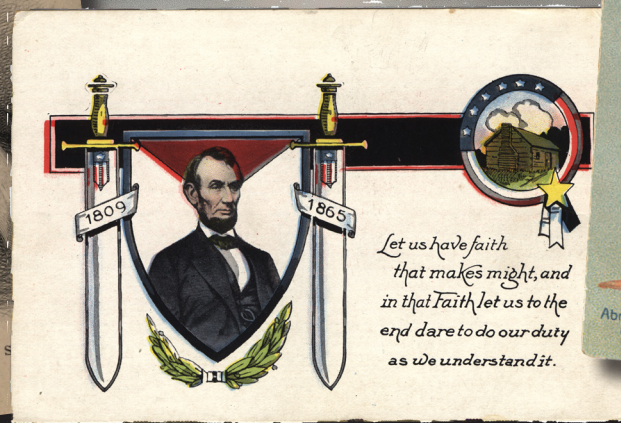 1809
1865
Let us have faith
that makes might, and
in that Faith let us to the
end dare to do our duty
as we understand it.
Abr
s